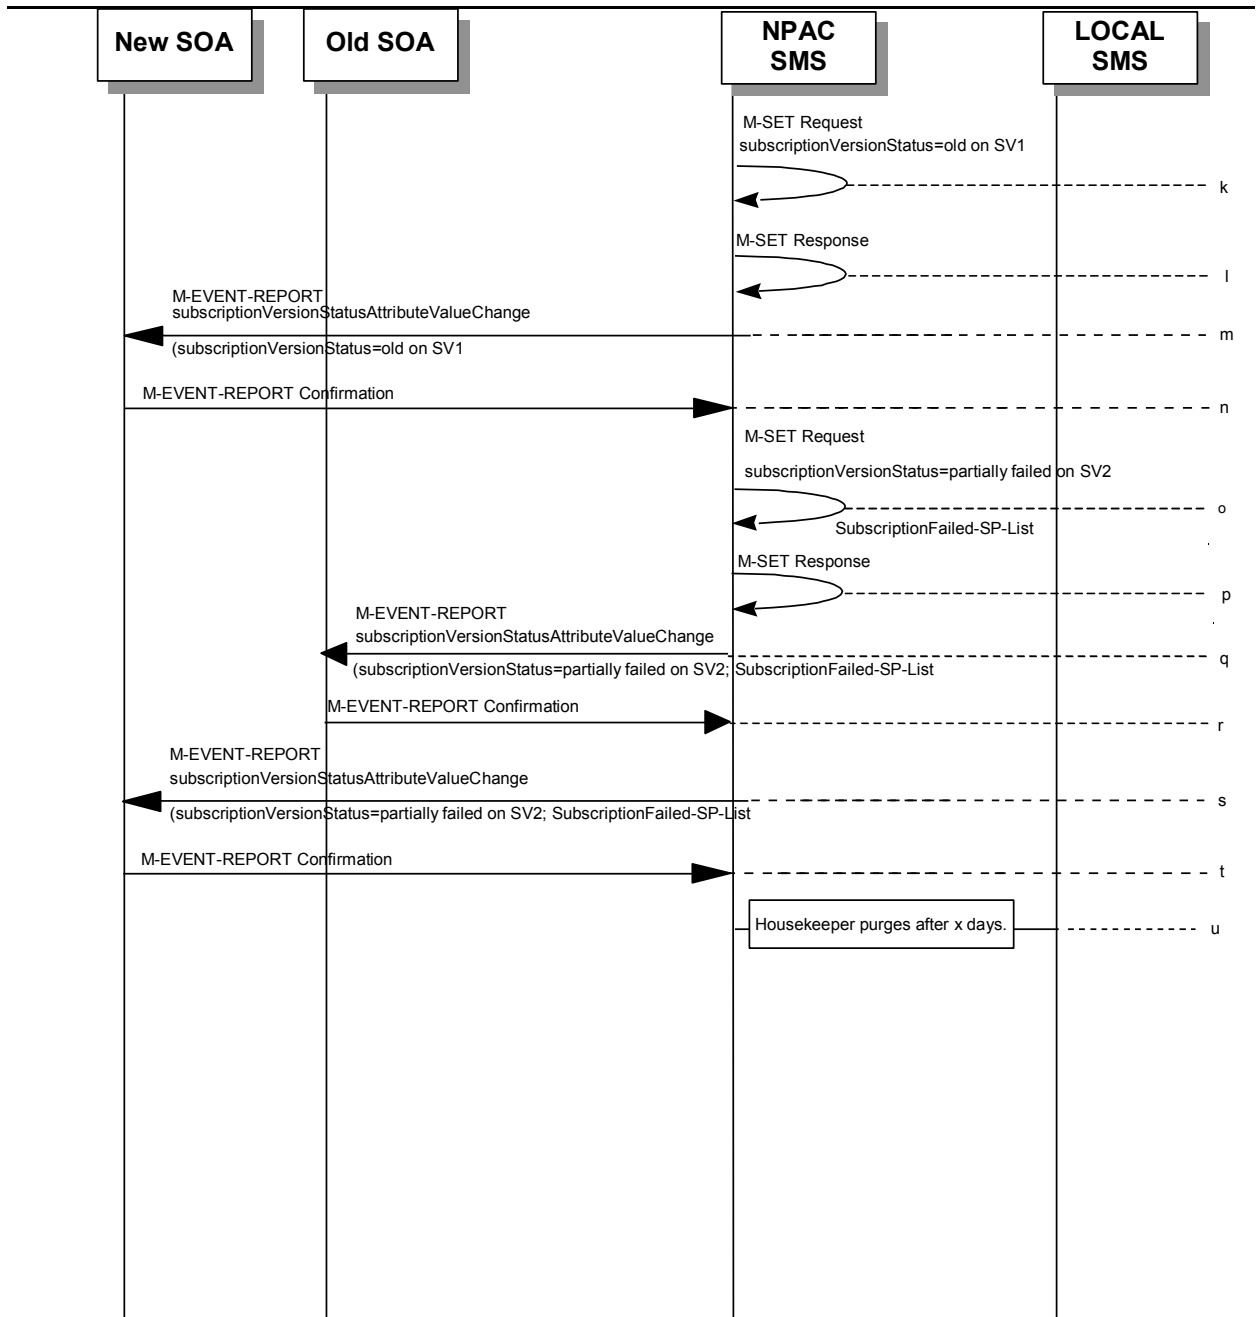 New SOA
Old SOA
NPAC
SMS
LOCAL
SMS
M-SET Request
subscriptionVersionStatus=old on SV1
k
M-SET Response
l
M-EVENT-REPORT
subscriptionVersionStatusAttributeValueChange
m
(subscriptionVersionStatus=old on SV1
M-EVENT-REPORT Confirmation
n
M-SET Request
subscriptionVersionStatus=partially failed on SV2
o
SubscriptionFailed-SP-List
M-SET Response
p
M-EVENT-REPORT
subscriptionVersionStatusAttributeValueChange
q
(subscriptionVersionStatus=partially failed on SV2; SubscriptionFailed-SP-List
M-EVENT-REPORT Confirmation
r
M-EVENT-REPORT
subscriptionVersionStatusAttributeValueChange
s
(subscriptionVersionStatus=partially failed on SV2; SubscriptionFailed-SP-List
M-EVENT-REPORT Confirmation
t
Housekeeper purges after x days.
u